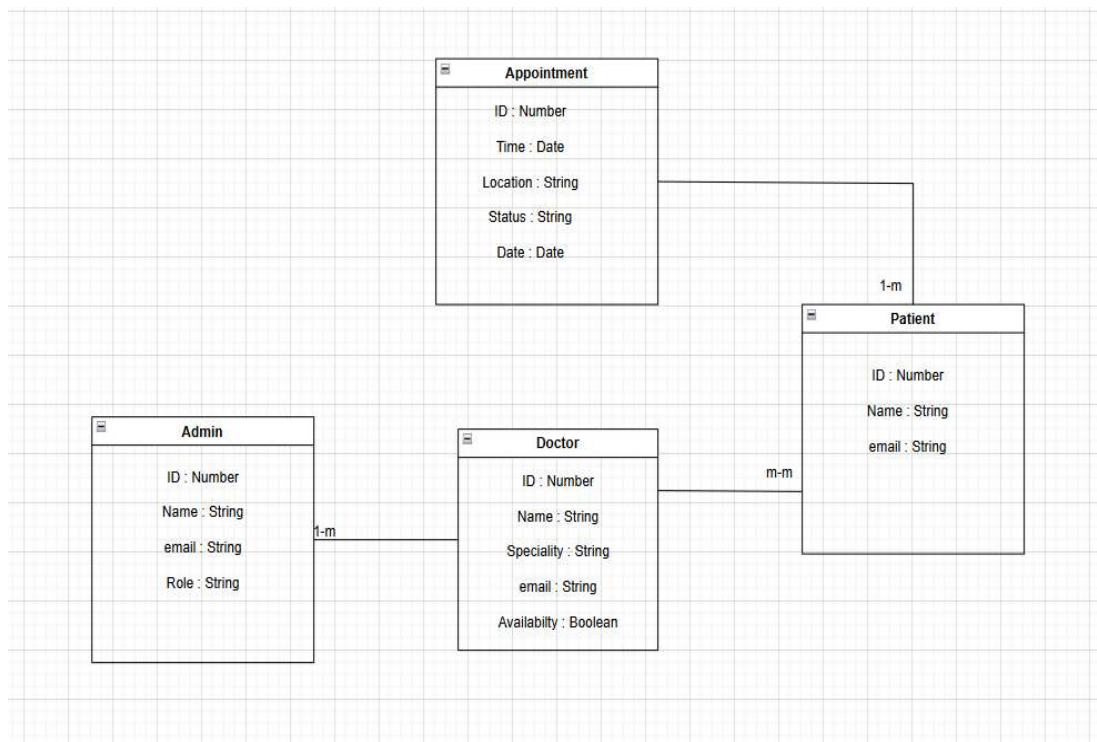 Appointment
ID : Number
Time : Date
Location : String
Status : String
Date : Date
1-m
Patient
ID : Number
Name : String
email : String
m-m
Admin
ID : Number
Name : String
email : String
Role : String
1-m
Doctor
ID : Number
Name : String
Speciality : String
email : String
Availabilty : Boolean